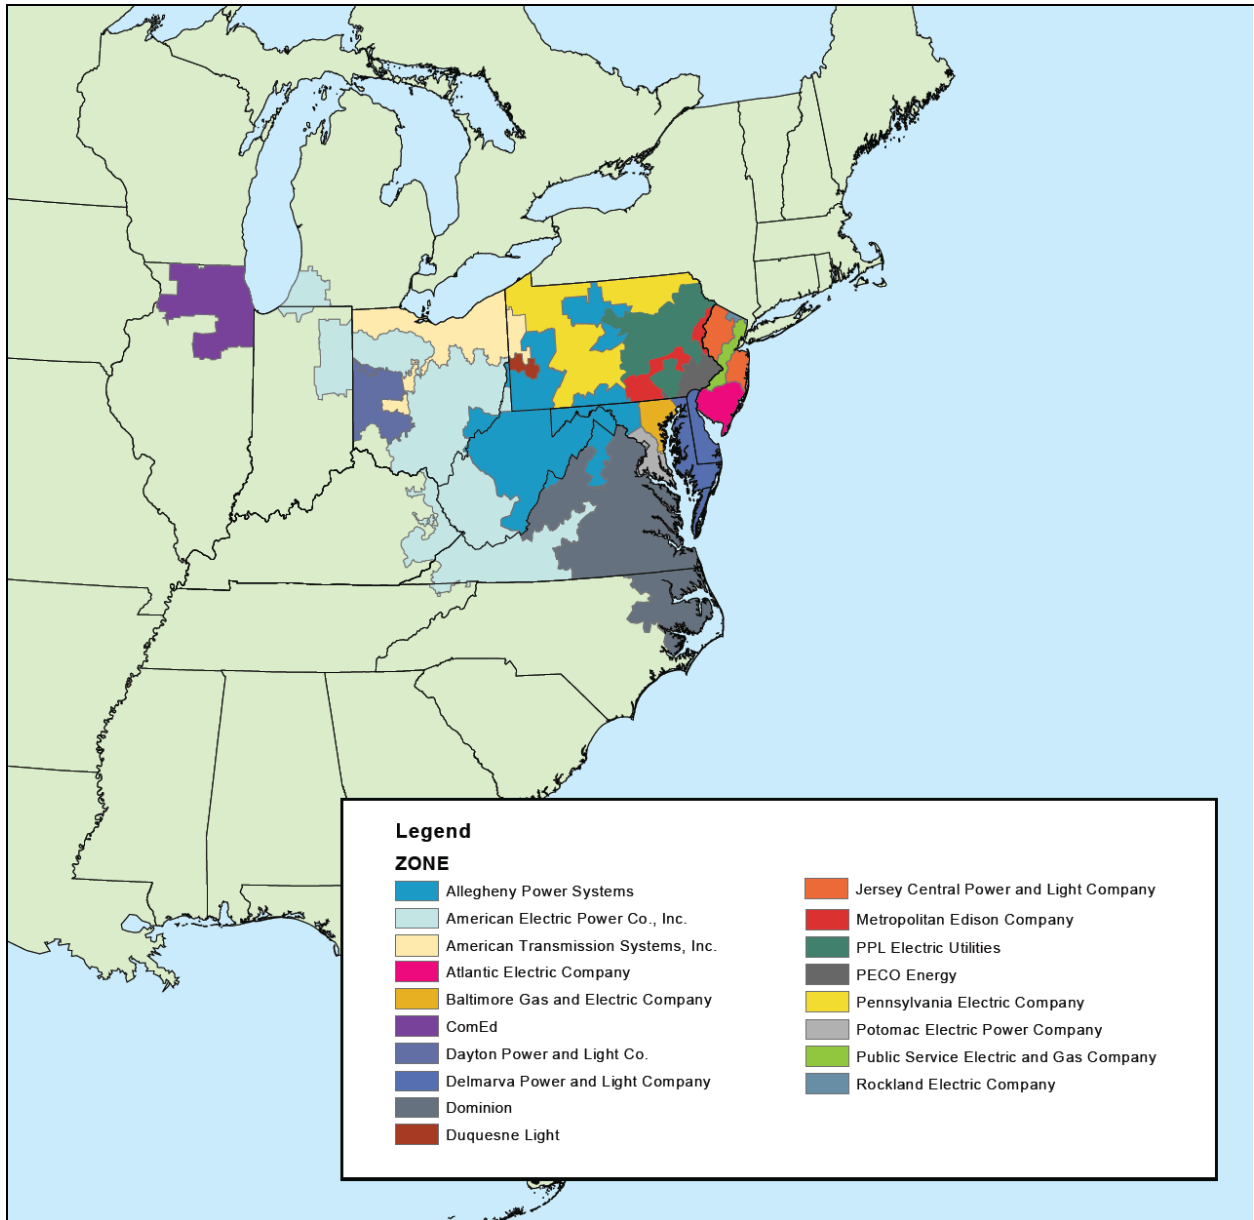 Legend
ZONE
Allegheny Power Systems
American Electric Power Co., Inc.
American Transmission Systems, Inc.
Atlantic Electric Company
Baltimore Gas and Electric Company
ComEd
Dayton Power and Light Co.
Delmarva Power and Light Company
Dominion
Duquesne Light
Jersey Central Power and Light Company
Metropolitan Edison Company
PPL Electric Utilities
PECO Energy
Pennsylvania Electric Company
Potomac Electric Power Company
Public Service Electric and Gas Company
Rockland Electric Company